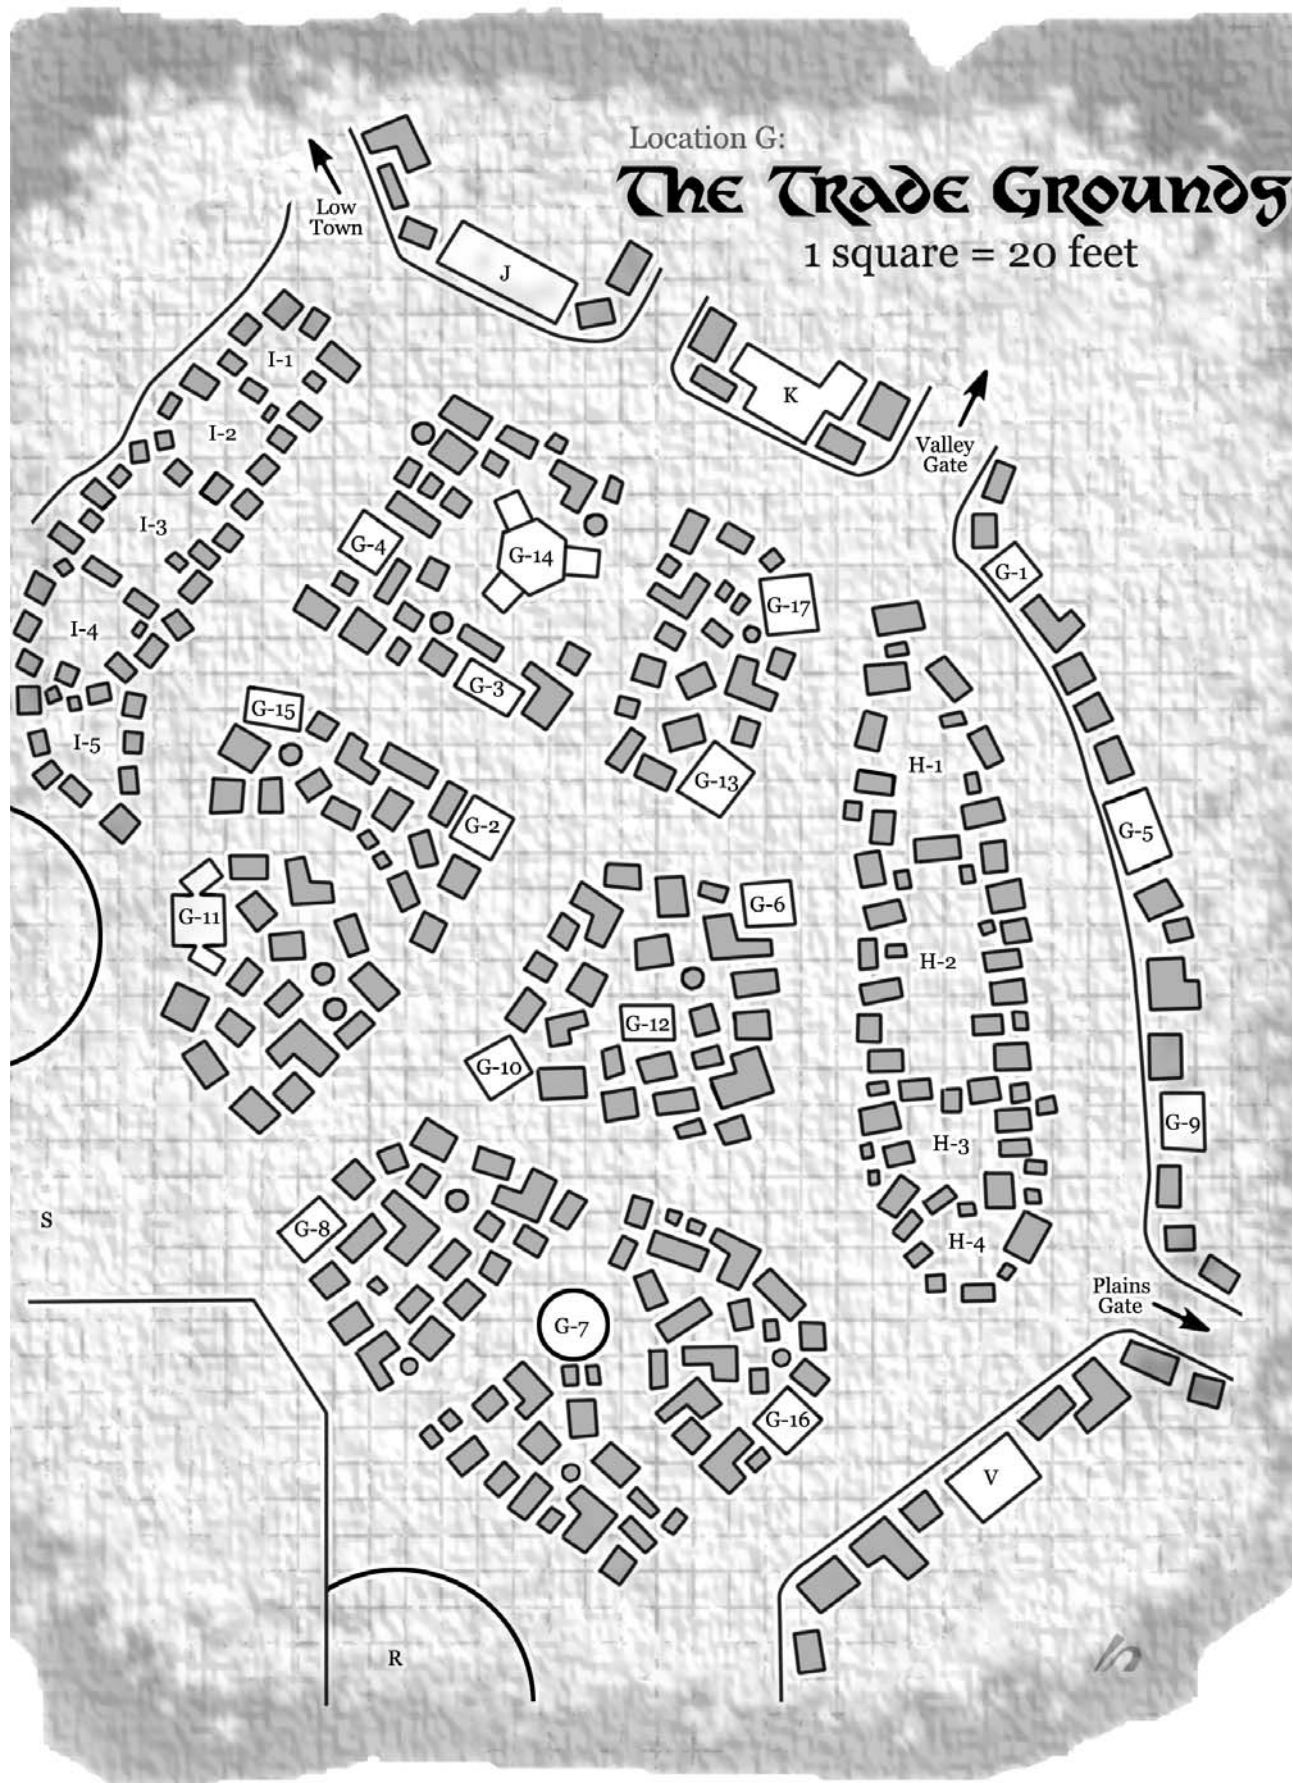 Location G:
The Trade Grounds
1 square = 20 feet
Low
Town
J
I-1
K
I-2
Valley
Gate
I-3
G-4
G-14
G-1
G-17
I-4
G-3
G-15
I-5
H-1
G-13
G-2
G-5
G-6
G-11
H-2
G-12
G-10
G-9
H-3
S
G-8
H-4
Plains
Gate
G-7
G-16
V
R